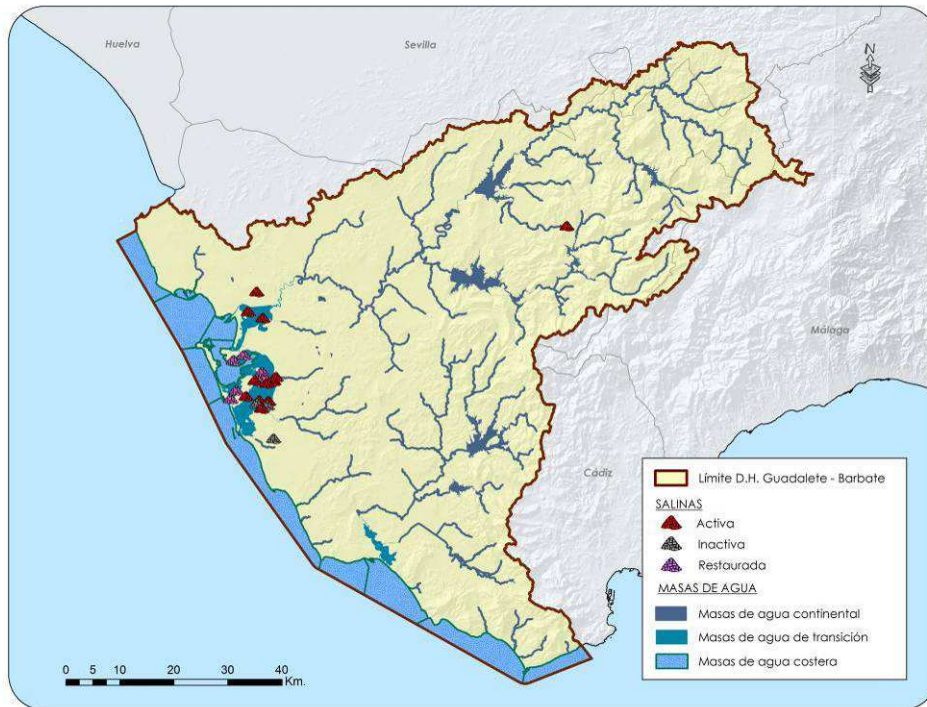 Huelva
Sevilla
N
Málaga
Cádiz
Límite D.H. Guadalete - Barbate
SALINAS
Activa
Inactiva
Restaurada
MASAS DE AGUA
Masas de agua continental
Masas de agua de transición
Masas de agua costera
0 5 10 20 30 40
Km.